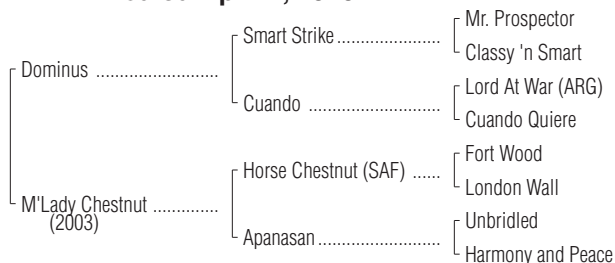 Smart Strike
Mr. Prospector
Classy 'n Smart
Dominus
Cuando
Lord At War (ARG)
Cuando Quiere
Horse Chestnut (SAF)
Fort Wood
London Wall
M'Lady Chestnut
(2003)
Apanasan
Unbridled
Harmony and Peace